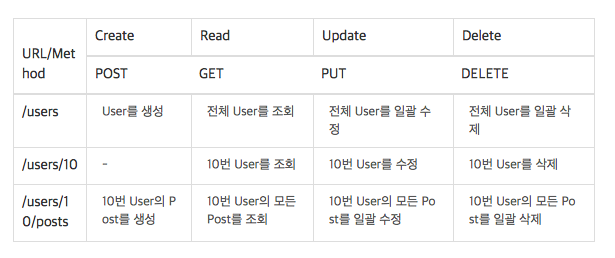 URL/Met
hod
Create
Read
Update
Delete
POST
GET
PUT
DELETE
/users
User를 생성
전체 User를 조회
전체 User를 일괄 수
정
전체 User를 일괄 삭
제
/users/10
-
10번 User를 조회
10번 User를 수정
10번 User를 삭제
/users/1
0/posts
10번 User의 P
ost를 생성
10번 User의 모든
Post를 조회
10번 User의 모든 Po
st를 일괄 수정
10번 User의 모든 Po
st를 일괄 삭제